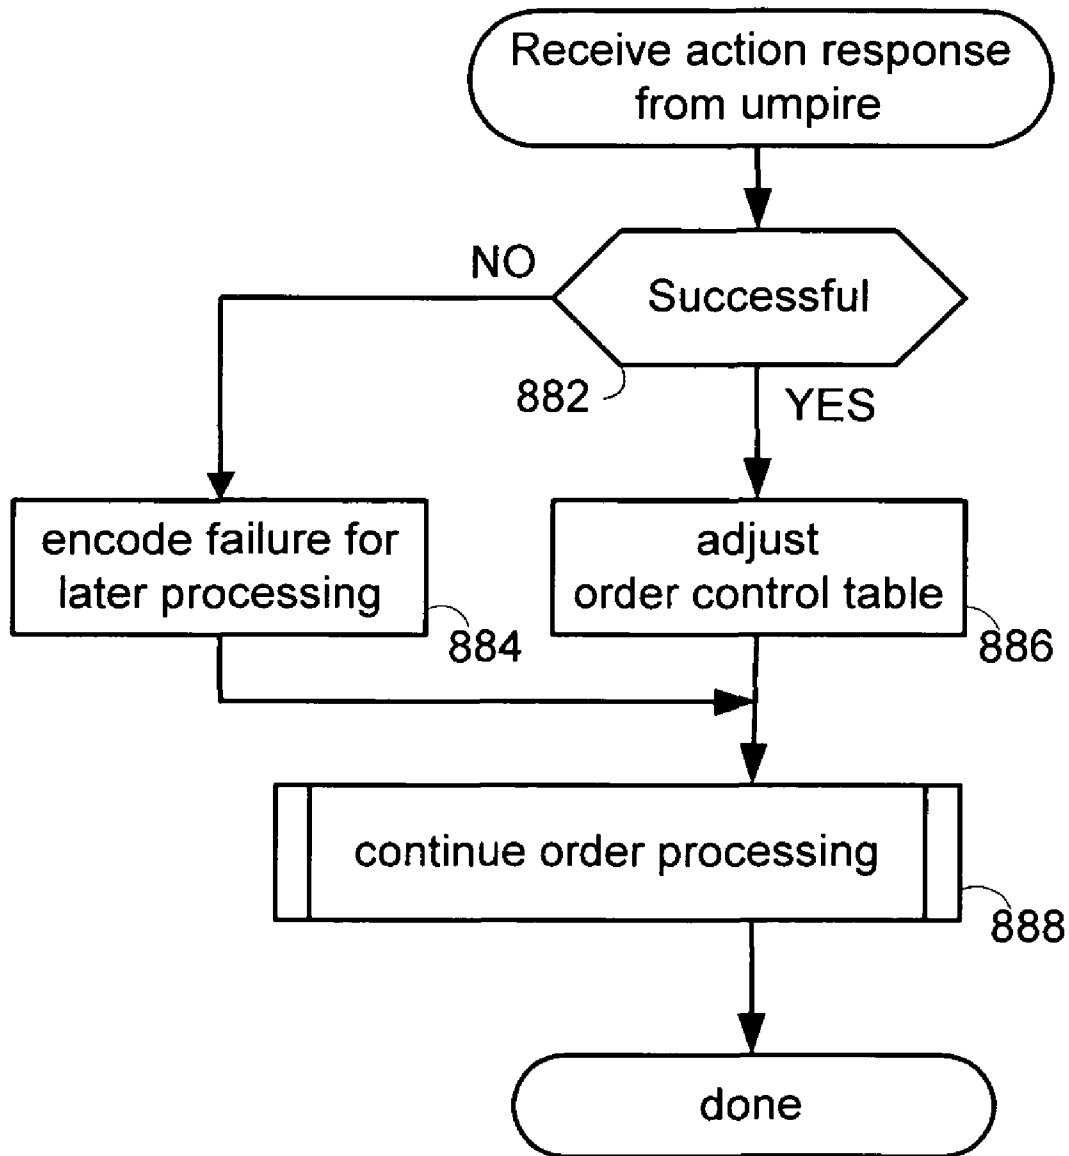 Receive action response
from umpire
NO
Successful
882
YES
encode failure for
later processing
884
adjust
order control table
886
continue order processing
888
done